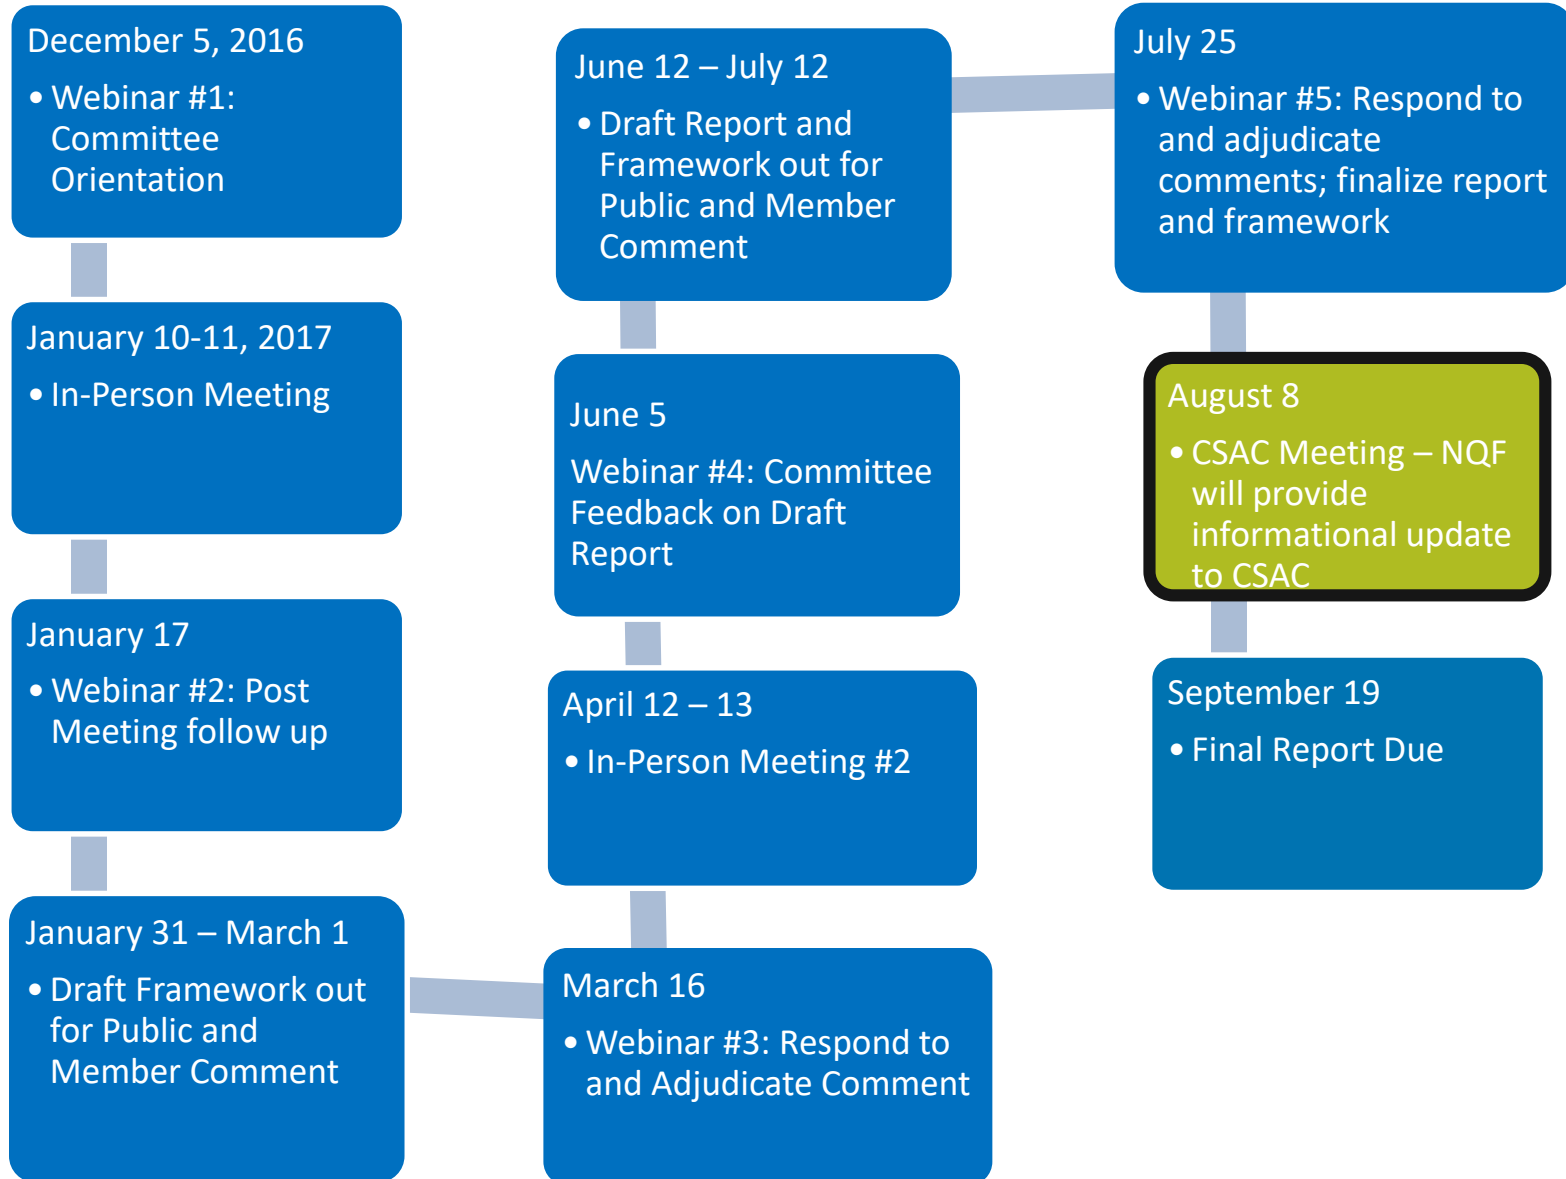 December 5, 2016
• Webinar #1:
Committee
Orientation
January 10-11, 2017
• In-Person Meeting
January 17
• Webinar #2: Post
Meeting follow up
January 31 – March 1
• Draft Framework out
for Public and
Member Comment
March 16
• Webinar #3: Respond to
and Adjudicate Comment
April 12 – 13
• In-Person Meeting #2
June 5
Webinar #4: Committee
Feedback on Draft
Report
June 12 – July 12
• Draft Report and
Framework out for
Public and Member
Comment
July 25
• Webinar #5: Respond to
and adjudicate
comments; finalize report
and framework
August 8
• CSAC Meeting – NQF
will provide
informational update
to CSAC
September 19
• Final Report Due